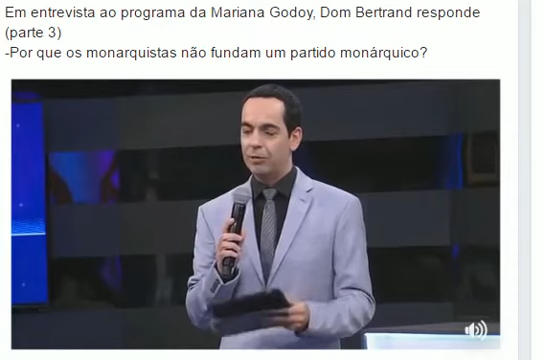 Em entrevista ao programa da Mariana Godoy, Dom Bertrand responde
(parte 3)
-Por que os monarquistas não fundam um partido monárquico?